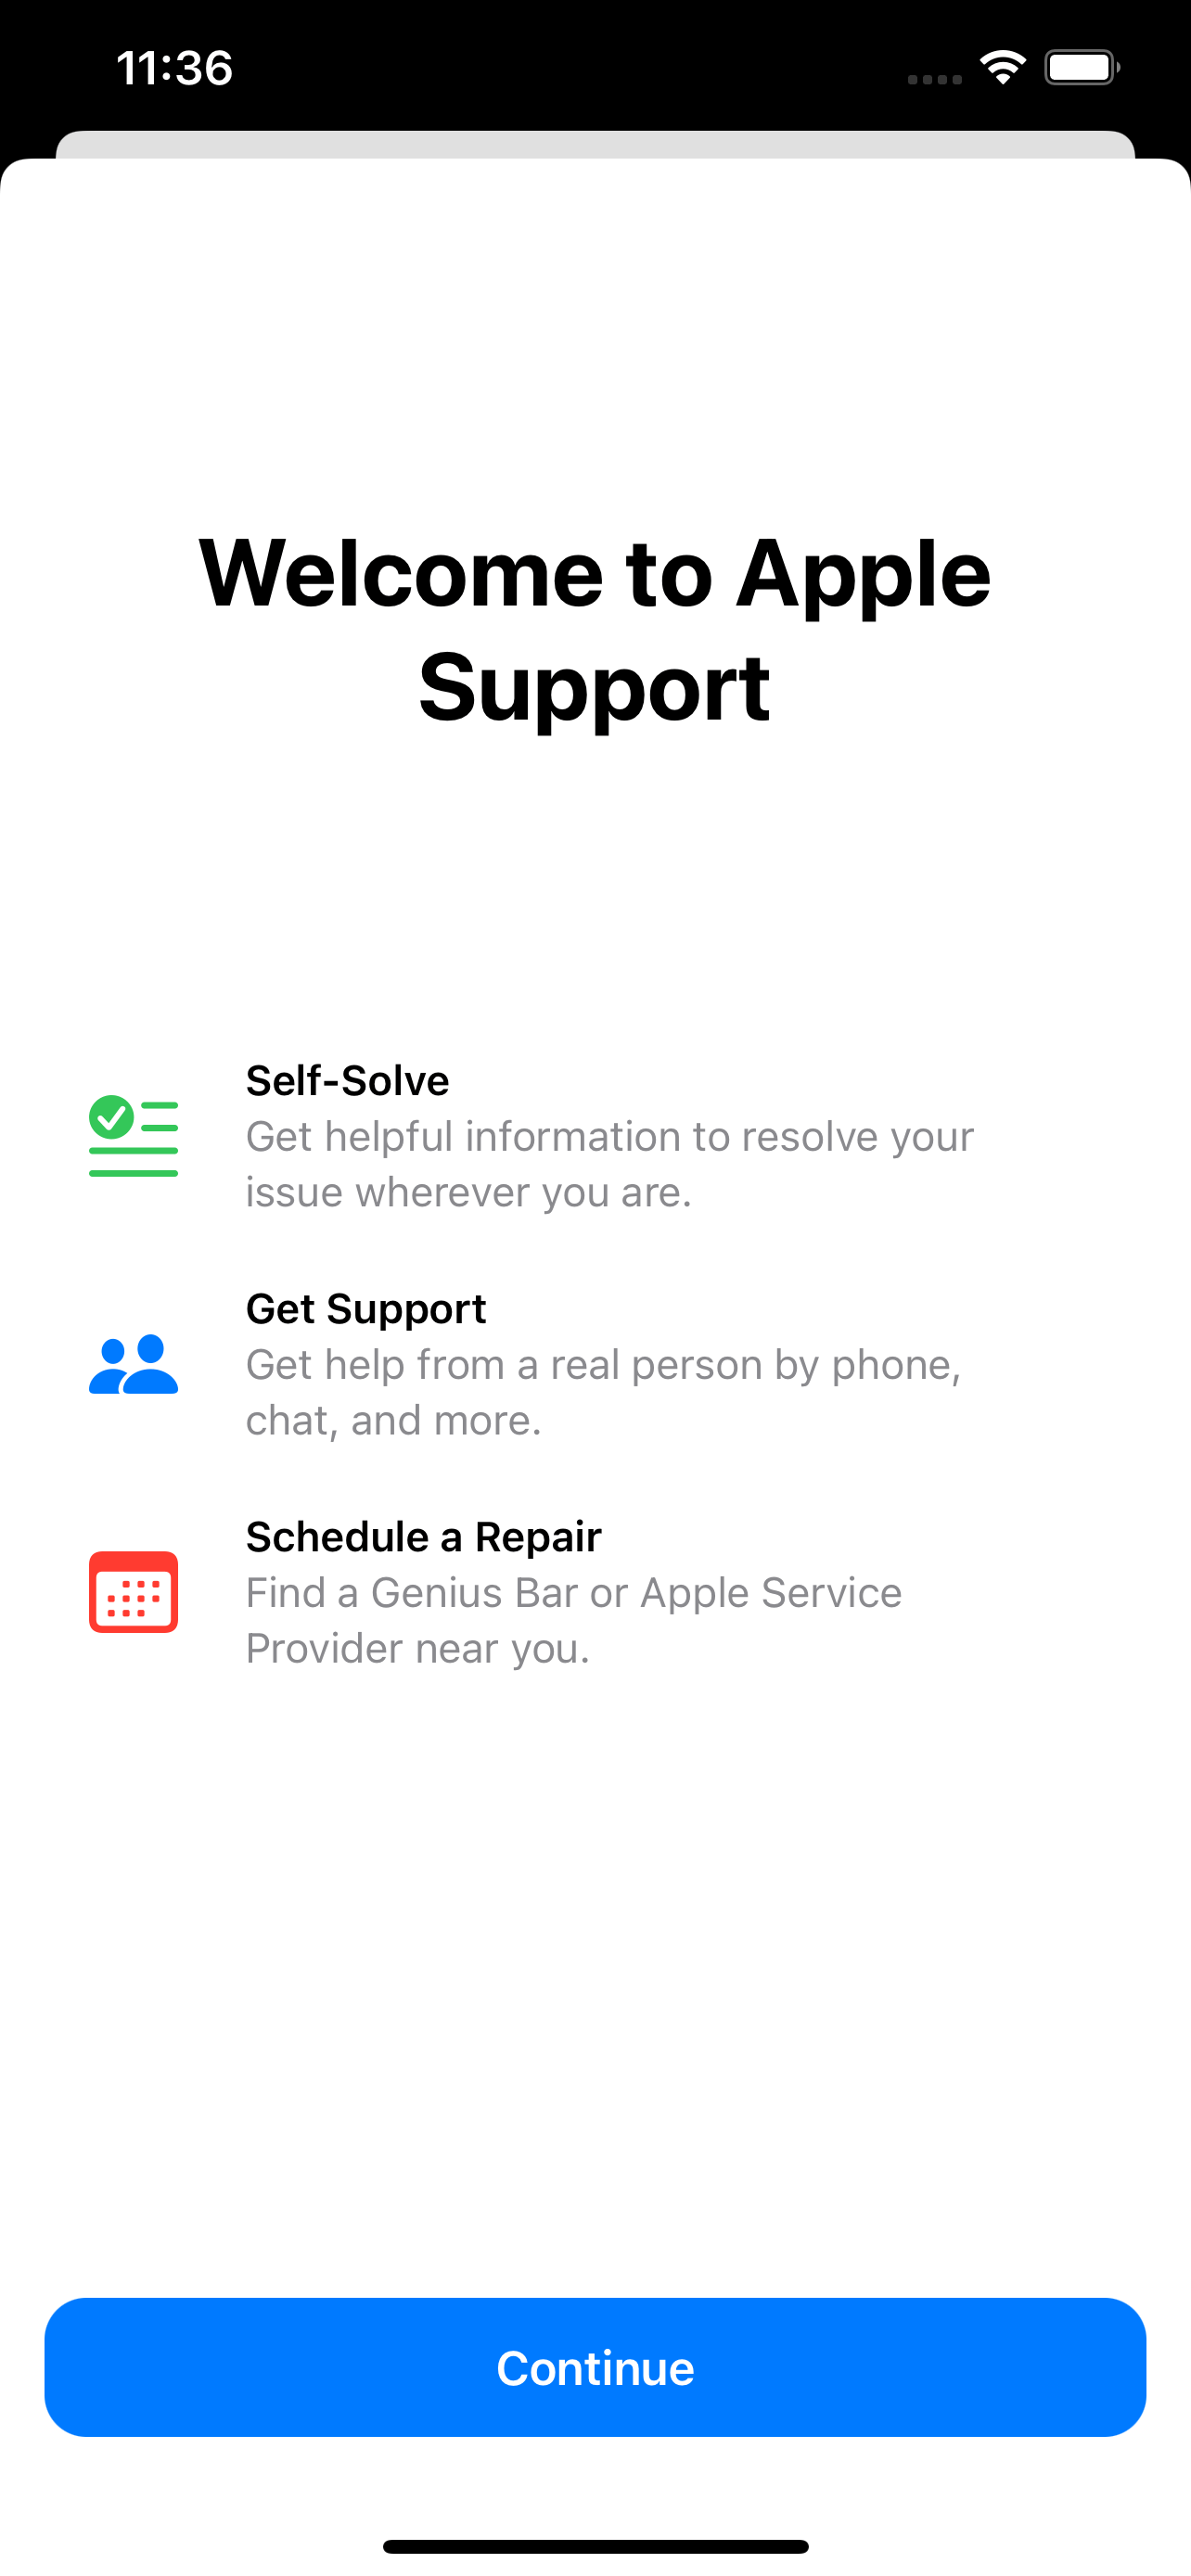 11:36
Welcome to Apple
Support
Self-Solve
Get helpful information to resolve your
issue wherever you are.
Get Support
Get help from a real person by phone,
chat, and more.
Schedule a Repair
Find a Genius Bar or Apple Service
Provider near you.
Continue